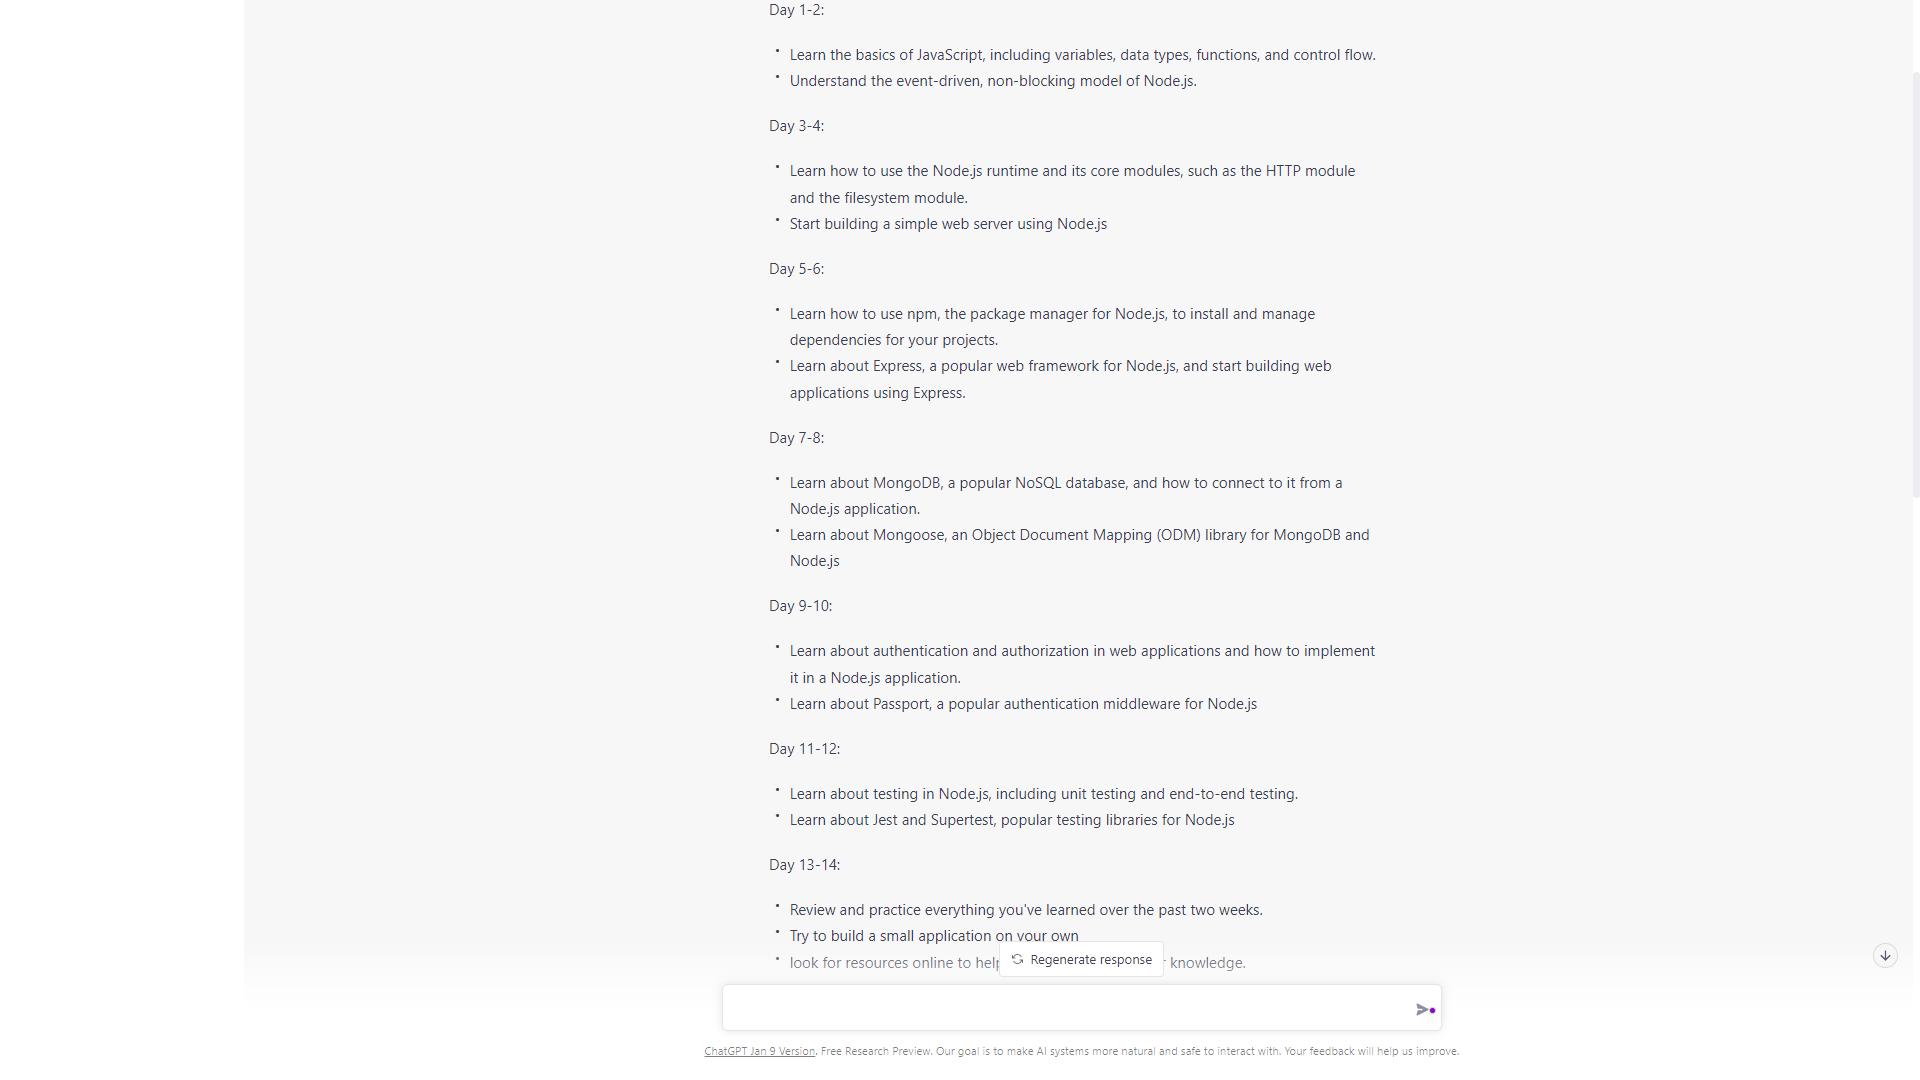 Day 1-2:
Learn the basics of JavaScript, including variables, data types, functions, and control flow.
Understand the event-driven, non-blocking model of Node.js.
Day 3-4:
Learn how to use the Node.js runtime and its core modules, such as the HTTP module
and the filesystem module.
Start building a simple web server using Node.js
Day 5-6:
Learn how to use npm, the package manager for Node.js, to install and manage
dependencies for your projects.
Learn about Express, a popular web framework for Node.js, and start building web
applications using Express.
Day 7-8:
Learn about MongoDB, a popular NoSQL database, and how to connect to it from a
Node.js application.
Learn about Mongoose, an Object Document Mapping (ODM) library for MongoDB and
Node.js
Day 9-10:
Learn about authentication and authorization in web applications and how to implement
it in a Node.js application.
Learn about Passport, a popular authentication middleware for Node.js
Day 11-12:
Learn about testing in Node.js, including unit testing and end-to-end testing.
Learn about Jest and Supertest, popular testing libraries for Node.js
Day 13-14:
Review and practice everything you've learned over the past two weeks.
Try to build a small application on your own
look for resources online to help knowledge.
Regenerate response
ChatGPT Jan 9 Version. Free Research Preview. Our goal is to make AI systems more natural and safe to interact with. Your feedback will help us improve.